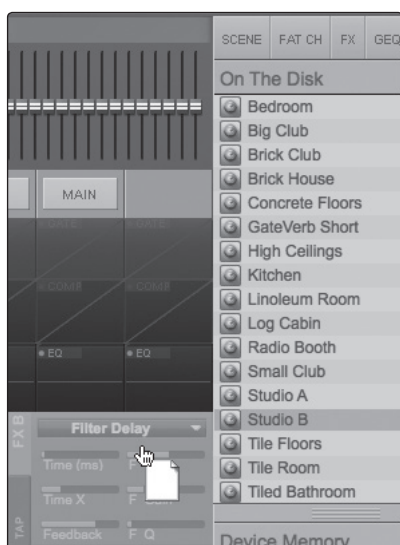 SCENE FAT CH FX GEQ
On The Disk
Bedroom
Big Club
Brick Club
Brick House
Concrete Floors
GateVerb Short
High Ceilings
Kitchen
Linoleum Room
Log Cabin
Radio Booth
Small Club
Studio A
Studio B
Tile Floors
Tile Room
Tiled Bathroom
Device Memory
MAIN
GATE GATE
COMP COMP
EQ EQ
FX B
Filter Delay
Time (ms) F
Time X F Gain
Feedback F Q
TAP